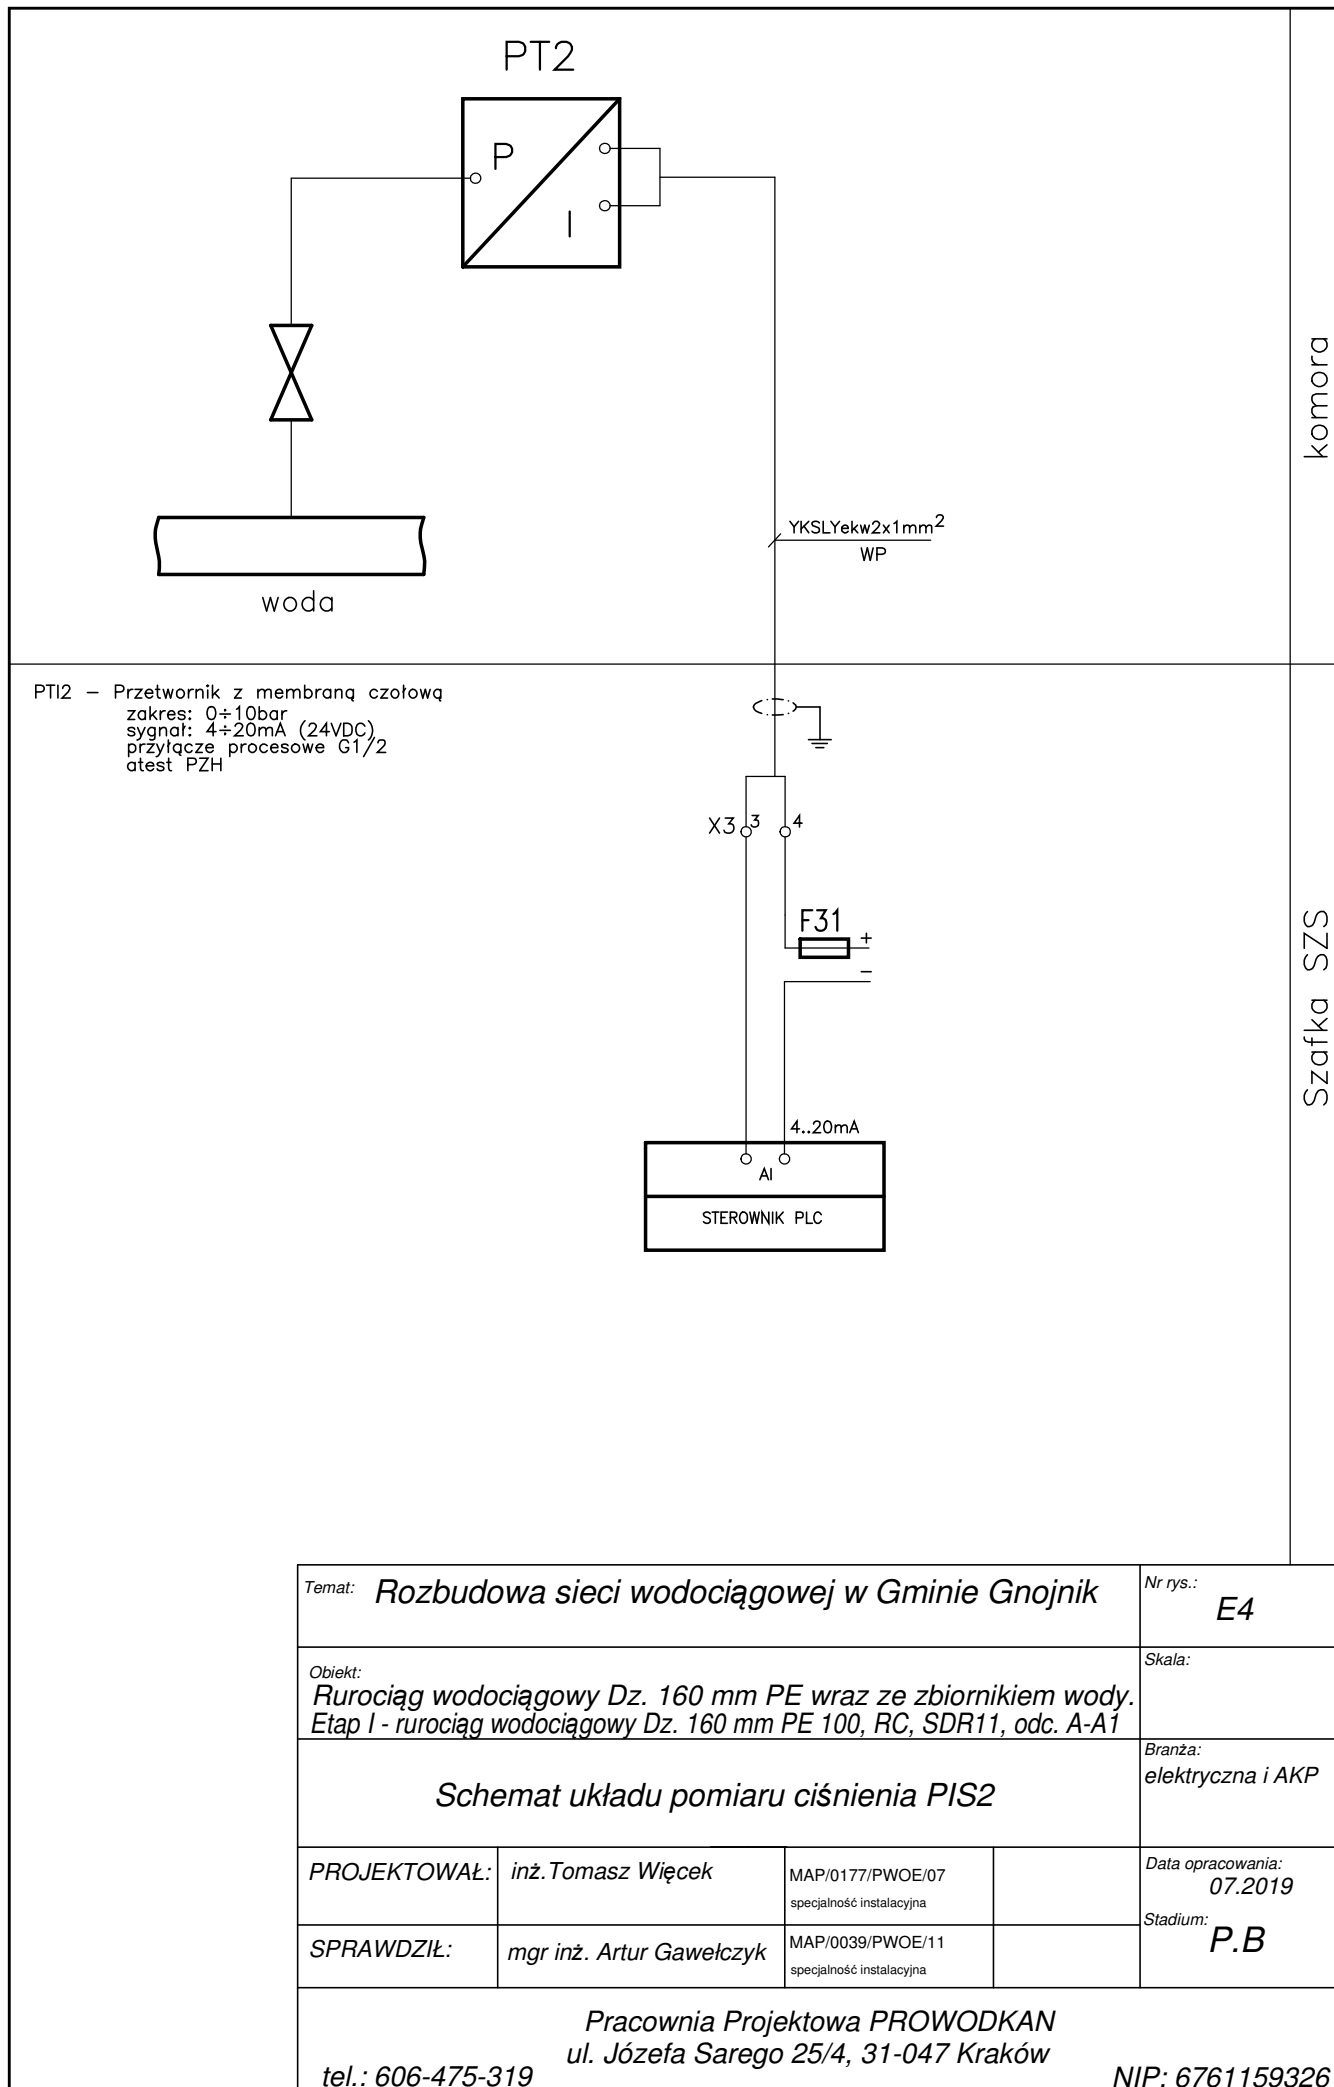 PT2
P
I
komora
YKSLYekw2x1mm²
WP
woda
PTI2 – Przetwornik z membraną czołową
zakres: 0÷10bar
sygnał: 4÷20mA (24VDC)
przyłącze procesowe G1/2
atest PZH
X3 3 4
F31
+
–
Szafka SZS
4..20mA
AI
STEROWNIK PLC
Temat: Rozbudowa sieci wodociągowej w Gminie Gnojnik
Nr rys.:
E4
Obiekt:
Rurociąg wodociągowy Dz. 160 mm PE wraz ze zbiornikiem wody.
Etap I - rurociąg wodociągowy Dz. 160 mm PE 100, RC, SDR11, odc. A-A1
Skala:
Schemat układu pomiaru ciśnienia PIS2
Branża:
elektryczna i AKP
PROJEKTOWAŁ: inż.Tomasz Więcek MAP/0177/PWOE/07
specjalność instalacyjna
Data opracowania:
07.2019
SPRAWDZIŁ: mgr inż. Artur Gawełczyk MAP/0039/PWOE/11
specjalność instalacyjna
Stadium:
P.B
Pracownia Projektowa PROWODKAN
ul. Józefa Sarego 25/4, 31-047 Kraków
tel.: 606-475-319 NIP: 6761159326